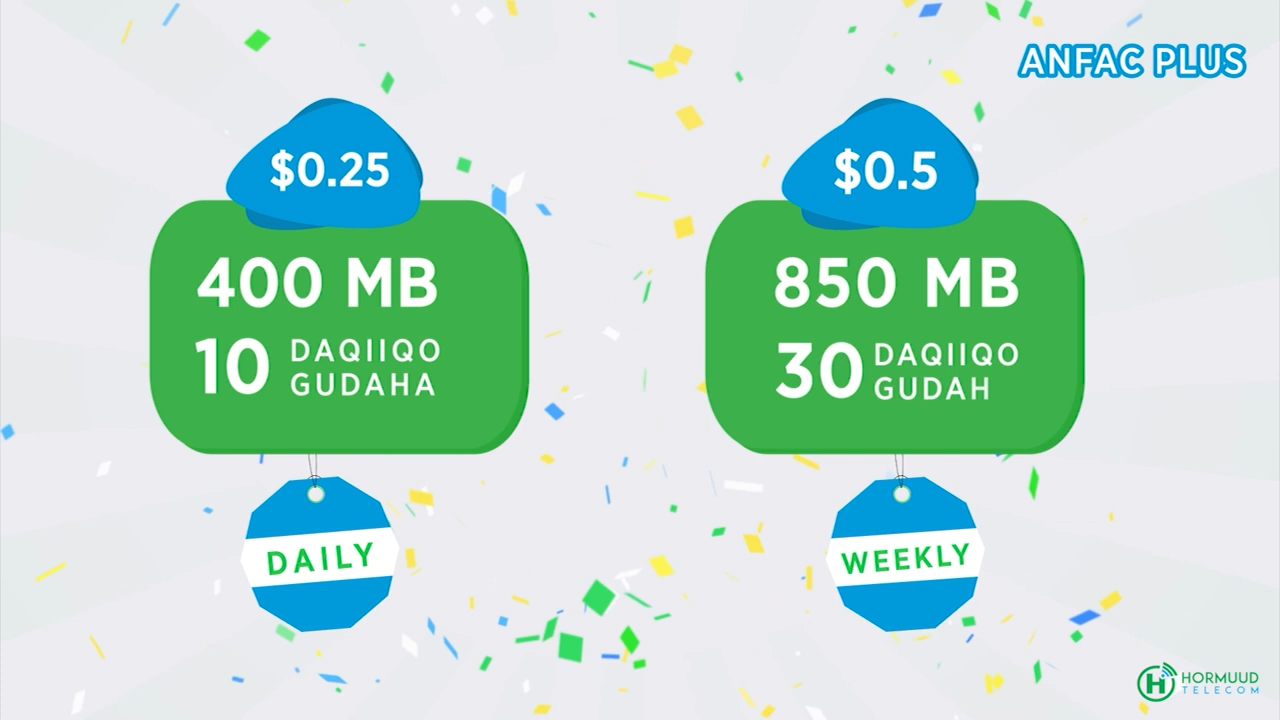 ANFAC PLUS
$0.25
400 MB
10 DAQIIQO
GUDAHA
DAILY
$0.5
850 MB
30 DAQIIQO
GUDAH
WEEKLY
HORMUUD
TELECOM